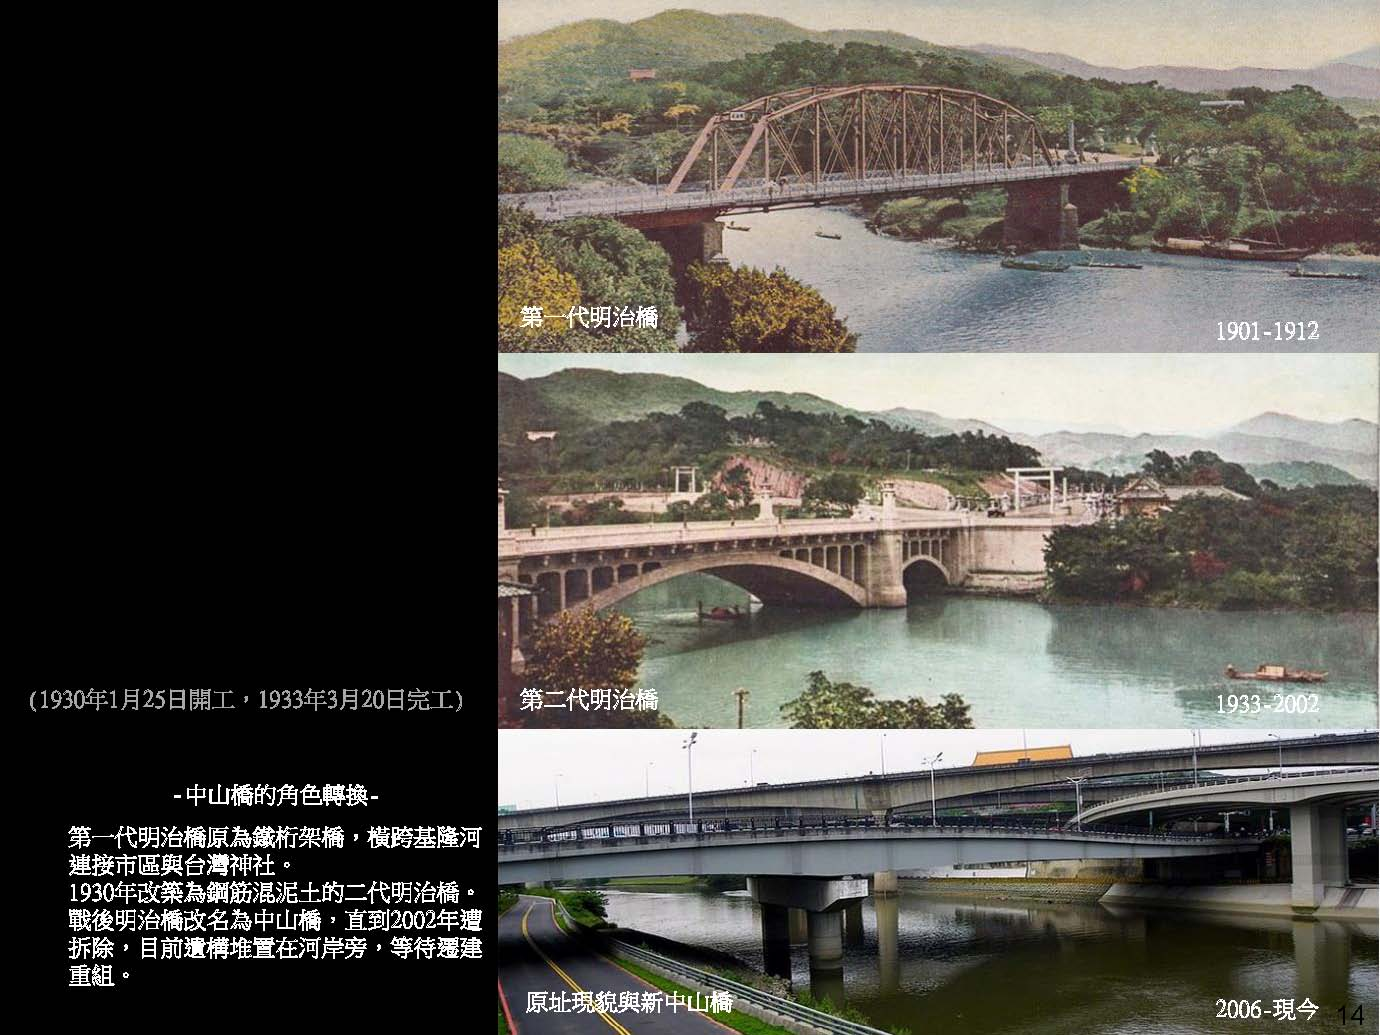 第一代明治橋
1901-1912
(1930年1月25日開工，1933年3月20日完工)
第二代明治橋
1933-2002
-中山橋的角色轉換-
第一代明治橋原為鐵桁架橋，橫跨基隆河
連接市區與台灣神社。
1930年改築為鋼筋混泥土的二代明治橋。
戰後明治橋改名為中山橋，直到2002年遭
拆除，目前遺構堆置在河岸旁，等待遷建
重組。
原址現貌與新中山橋
2006-現今
14